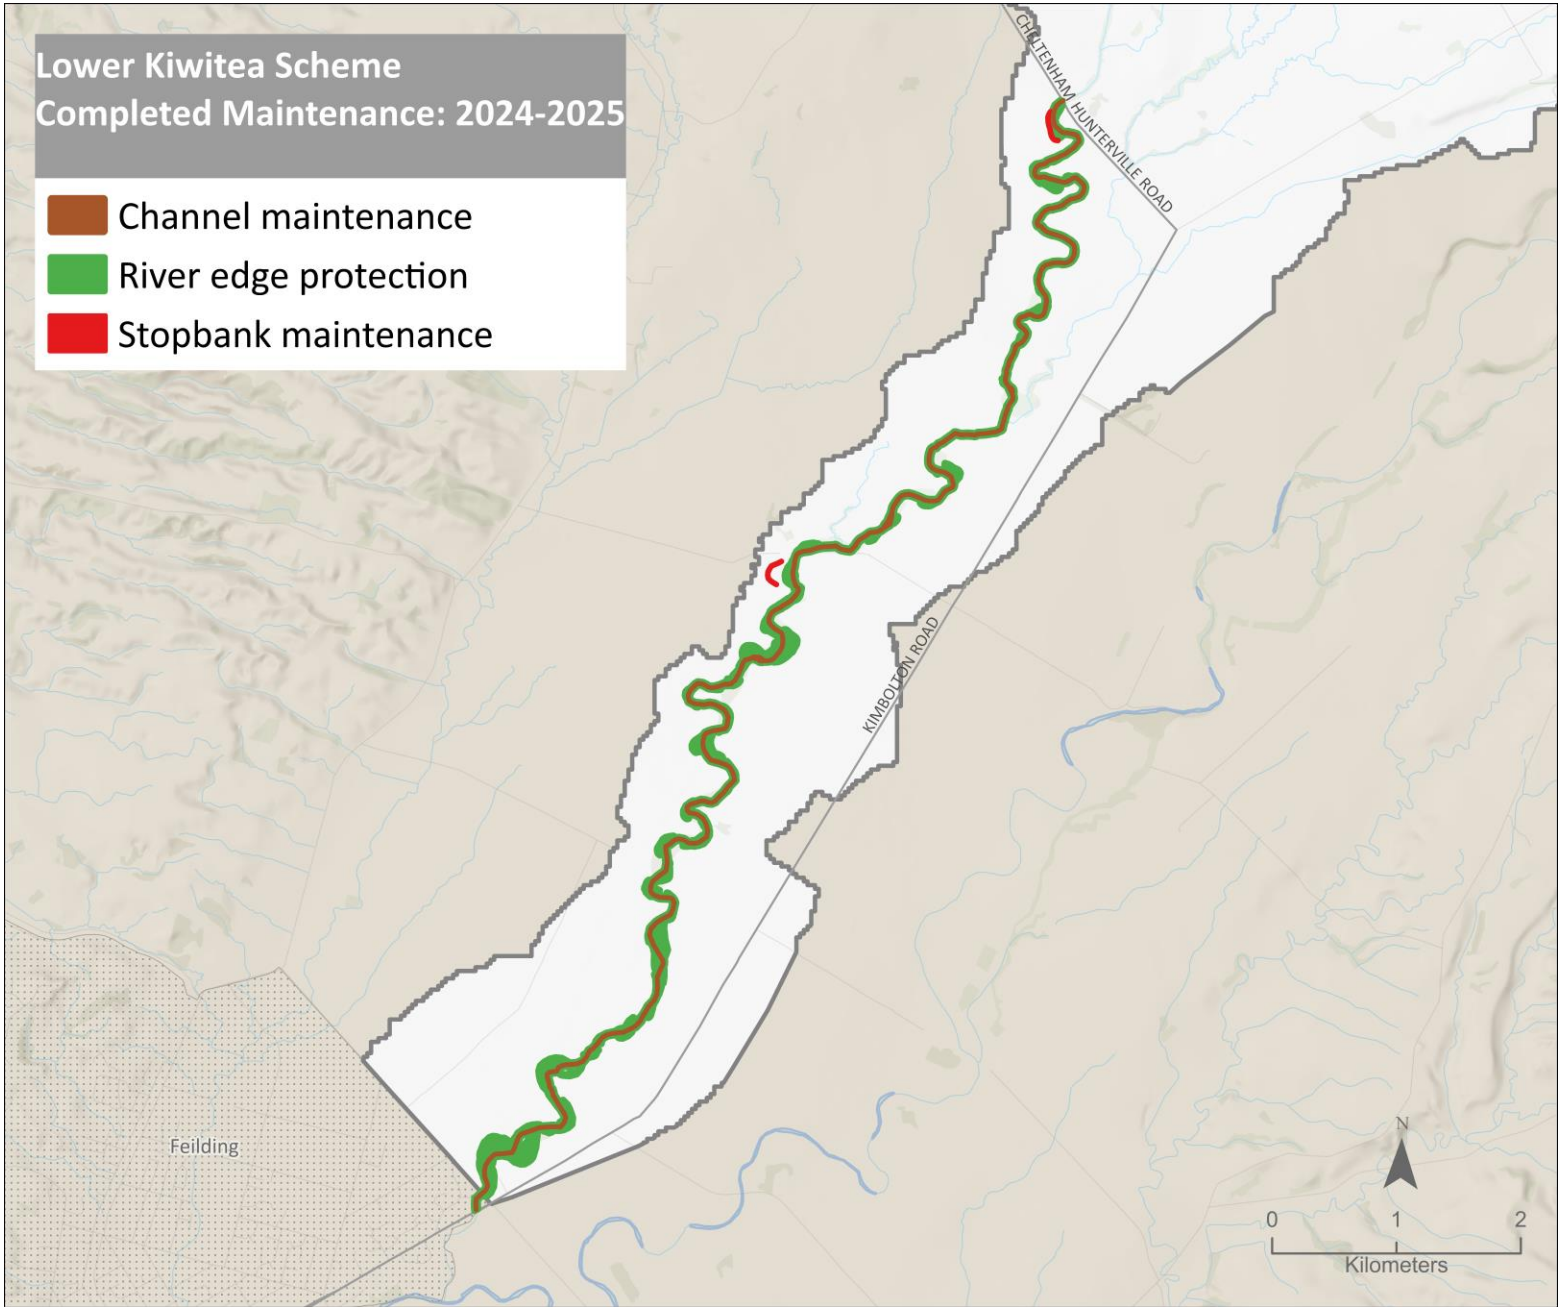 Lower Kiwitea Scheme
Completed Maintenance: 2024-2025
Channel maintenance
River edge protection
Stopbank maintenance
CHELTENHAM HUNTERVILLE ROAD
KIMBOLTON ROAD
Feilding
N
0 1 2
Kilometers